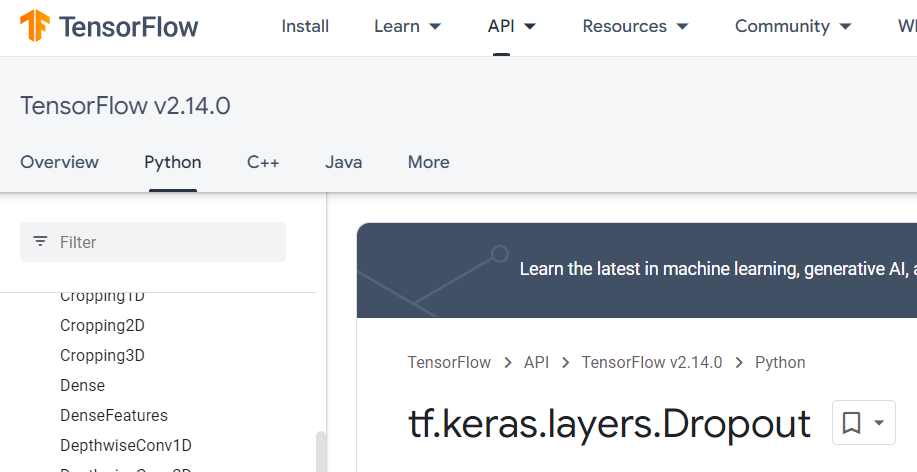 TensorFlow Install Learn API Resources Community
TensorFlow v2.14.0
Overview Python C++ Java More
Filter
Learn the latest in machine learning, generative AI,
Cropping1D
Cropping2D
Cropping3D
Dense
DenseFeatures
DepthwiseConv1D
TensorFlow > API > TensorFlow v2.14.0 > Python
tf.keras.layers.Dropout